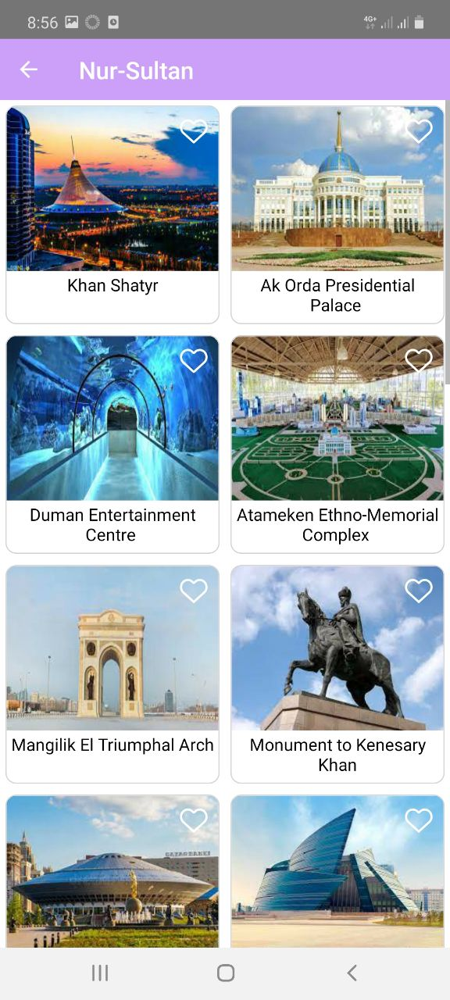 8:56
4G+
Nur-Sultan
Khan Shatyr
Ak Orda Presidential
Palace
Duman Entertainment
Centre
Atameken Ethno-Memorial
Complex
Mangilik El Triumphal Arch
Monument to Kenesary
Khan